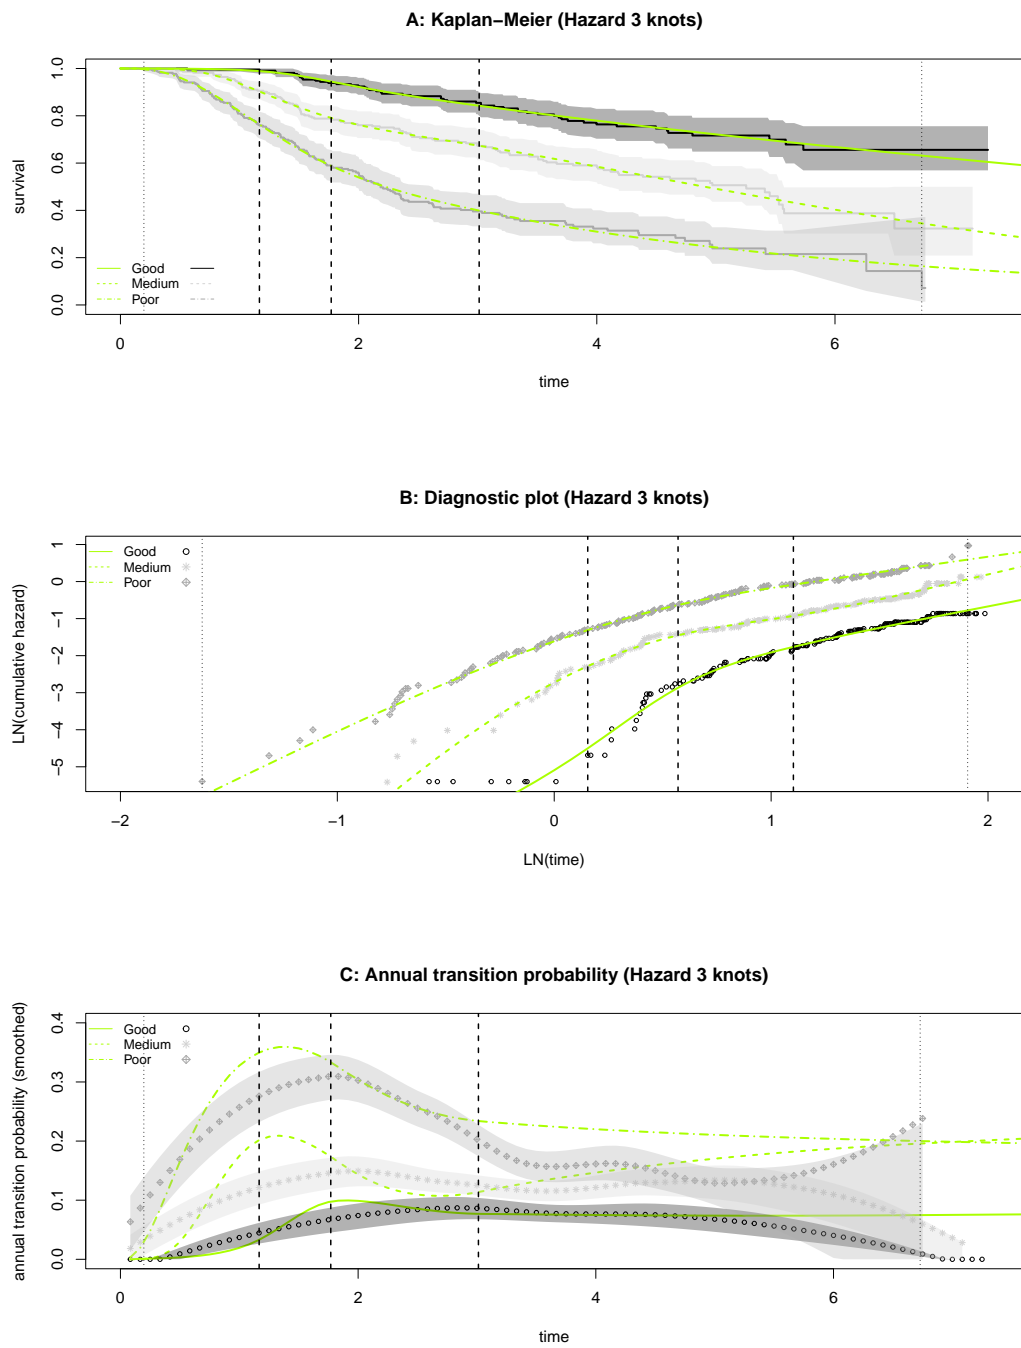 A: Kaplan−Meier (Hazard 3 knots)
survival
1.0
0.8
0.6
0.4
0.2
0.0
Good
Medium
Poor
0 2 4 6
time
B: Diagnostic plot (Hazard 3 knots)
LN(cumulative hazard)
1
0
−1
−2
−3
−4
−5
Good
Medium
Poor
−2 −1 0 1 2
LN(time)
C: Annual transition probability (Hazard 3 knots)
annual transition probability (smoothed)
0.4
0.3
0.2
0.1
0.0
Good
Medium
Poor
0 2 4 6
time